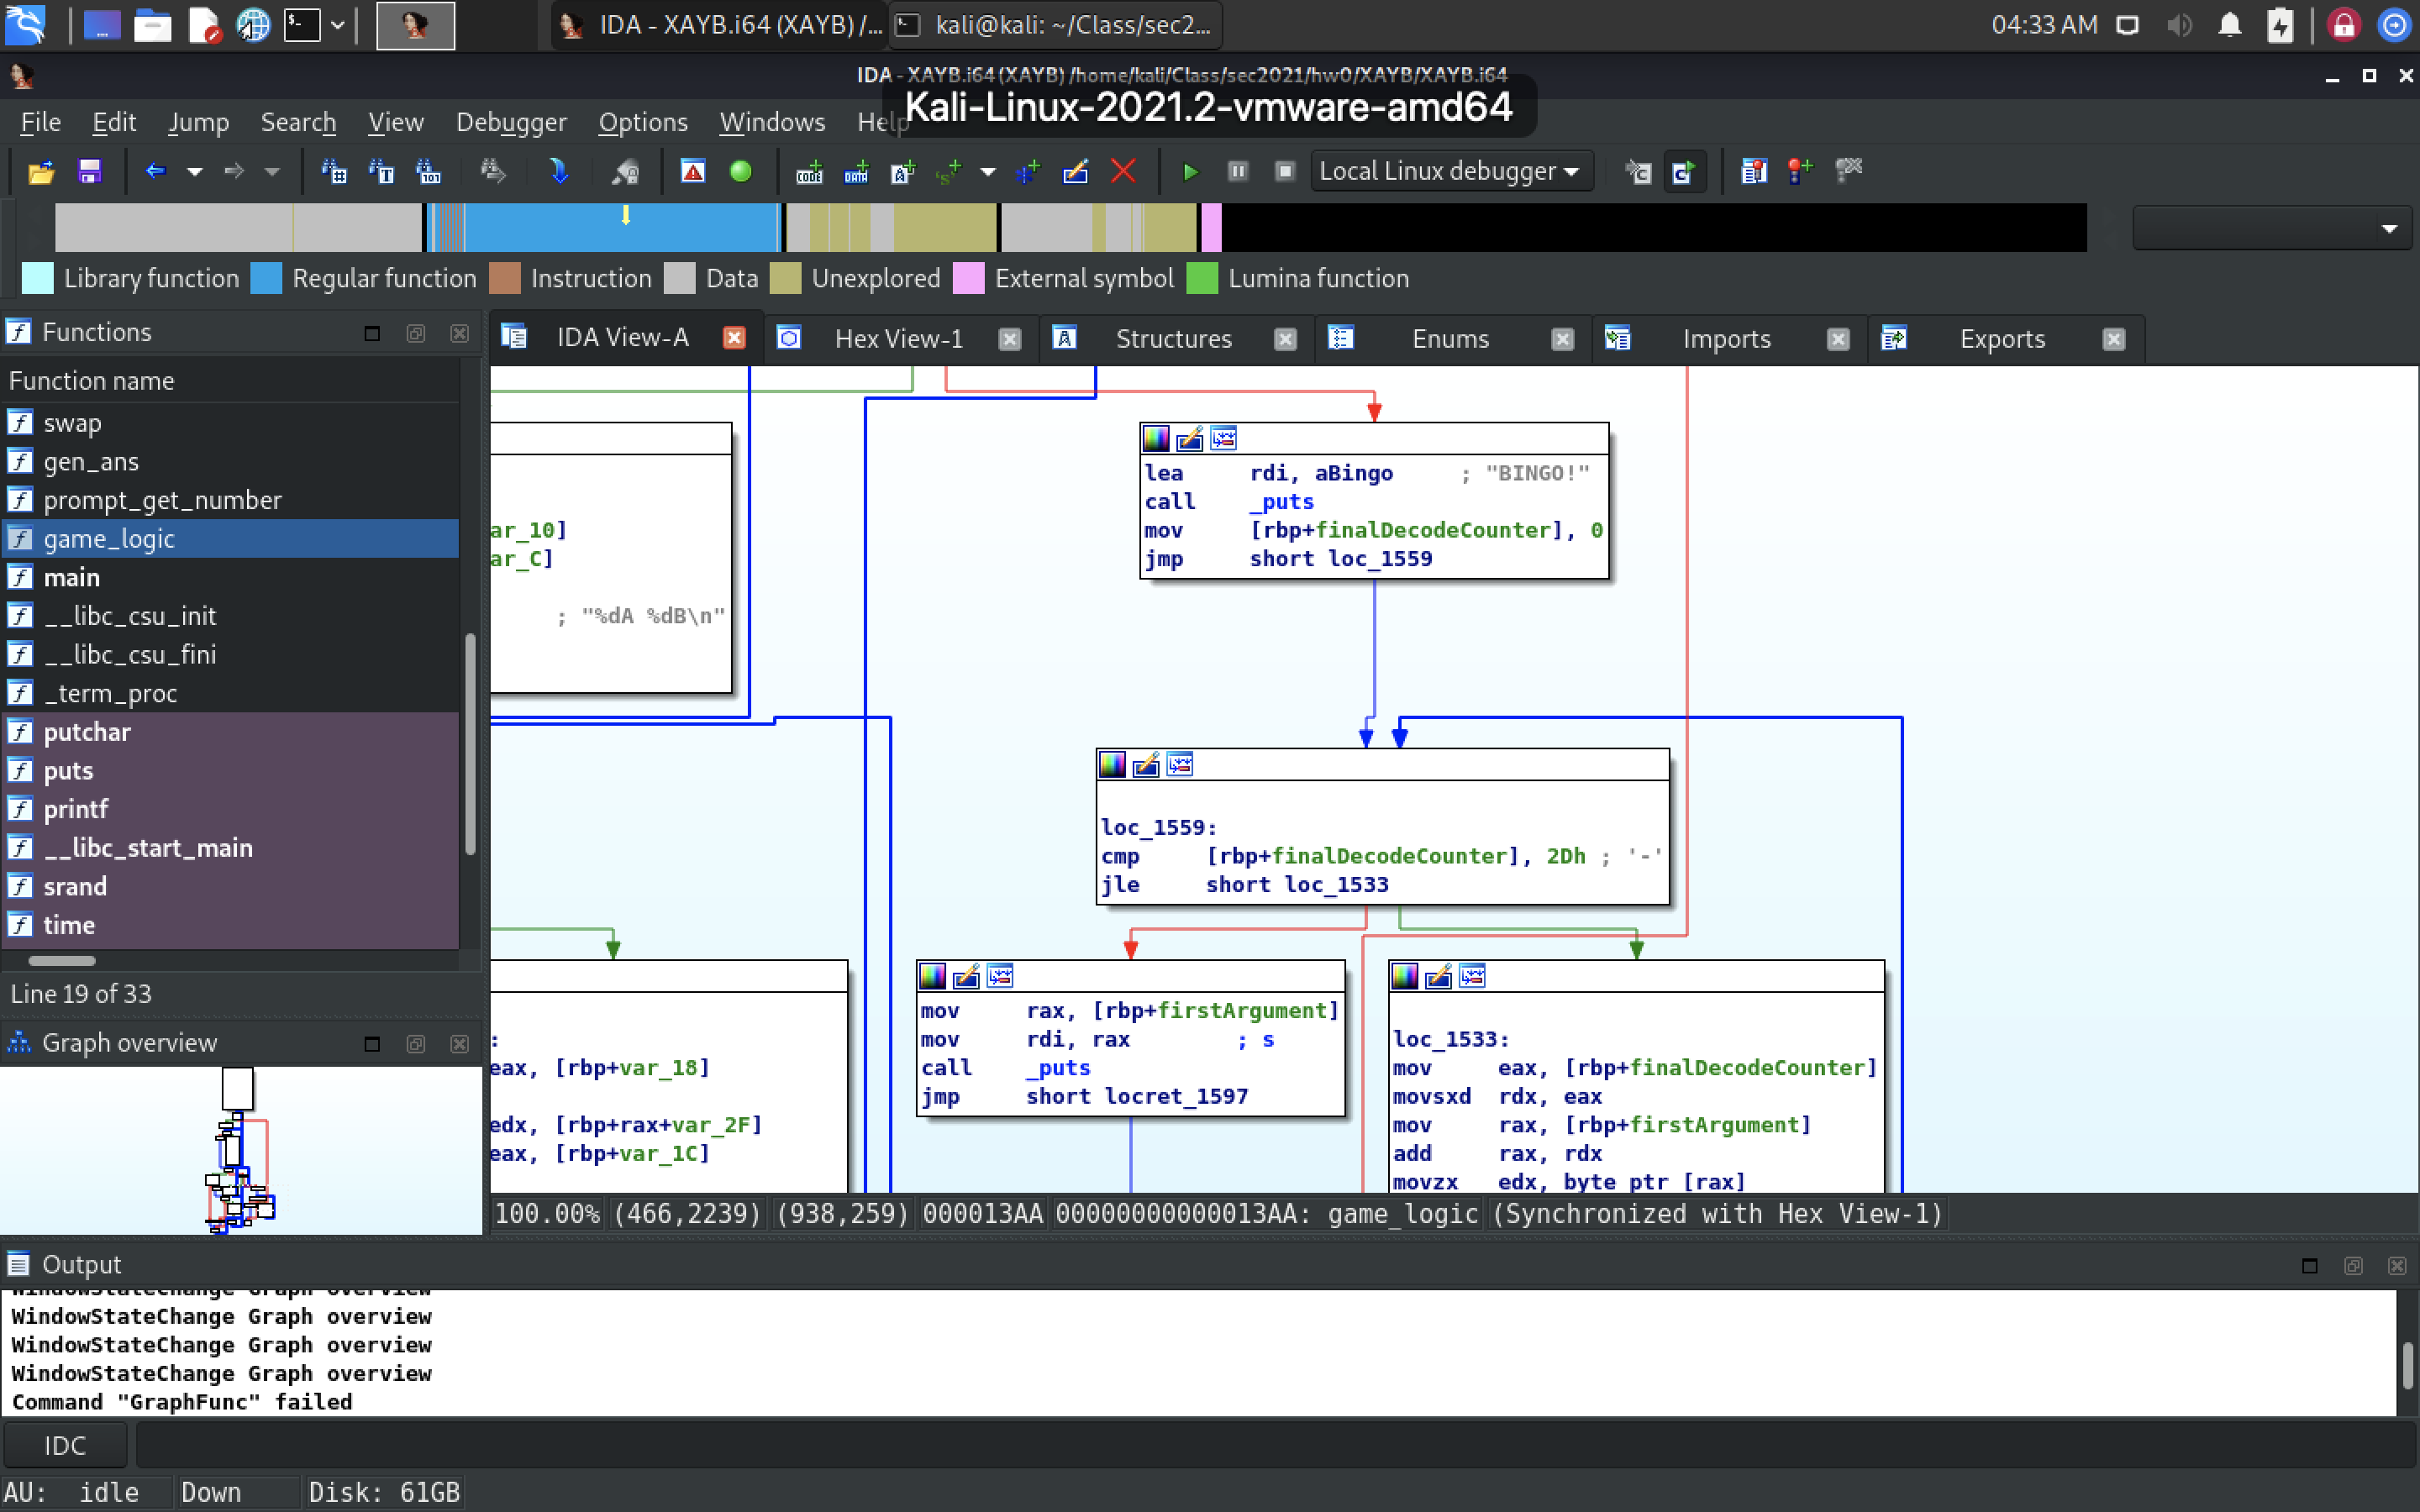 IDA - XAYB.i64 (XAYB) /...
kali@kali: ~/Class/sec2...
04:33 AM
IDA - XAYB.i64 (XAYB) /home/kali/Class/sec2021/hw0/XAYB/XAYB.i64
Kali-Linux-2021.2-vmware-amd64
File Edit Jump Search View Debugger Options Windows Help
Local Linux debugger
Library function Regular function Instruction Data Unexplored External symbol Lumina function
Functions
Function name
swap
gen_ans
prompt_get_number
game_logic
main
__libc_csu_init
__libc_csu_fini
_term_proc
putchar
puts
printf
__libc_start_main
srand
time
Line 19 of 33
Graph overview
IDA View-A
Hex View-1
Structures
Enums
Imports
Exports
ar_10]
ar_C]
; "%dA %dB\n"
lea rdi, aBingo ; "BINGO!"
call _puts
mov [rbp+finalDecodeCounter], 0
jmp short loc_1559
loc_1559:
cmp [rbp+finalDecodeCounter], 2Dh ; '-'
jle short loc_1533
:
eax, [rbp+var_18]
edx, [rbp+rax+var_2F]
eax, [rbp+var_1C]
mov rax, [rbp+firstArgument]
mov rdi, rax ; s
call _puts
jmp short locret_1597
loc_1533:
mov eax, [rbp+finalDecodeCounter]
movsxd rdx, eax
mov rax, [rbp+firstArgument]
add rax, rdx
movzx edx, byte ptr [rax]
100.00% (466,2239) (938,259) 000013AA 00000000000013AA: game_logic (Synchronized with Hex View-1)
Output
WindowStateChange Graph overview
WindowStateChange Graph overview
WindowStateChange Graph overview
WindowStateChange Graph overview
Command "GraphFunc" failed
IDC
AU: idle Down Disk: 61GB